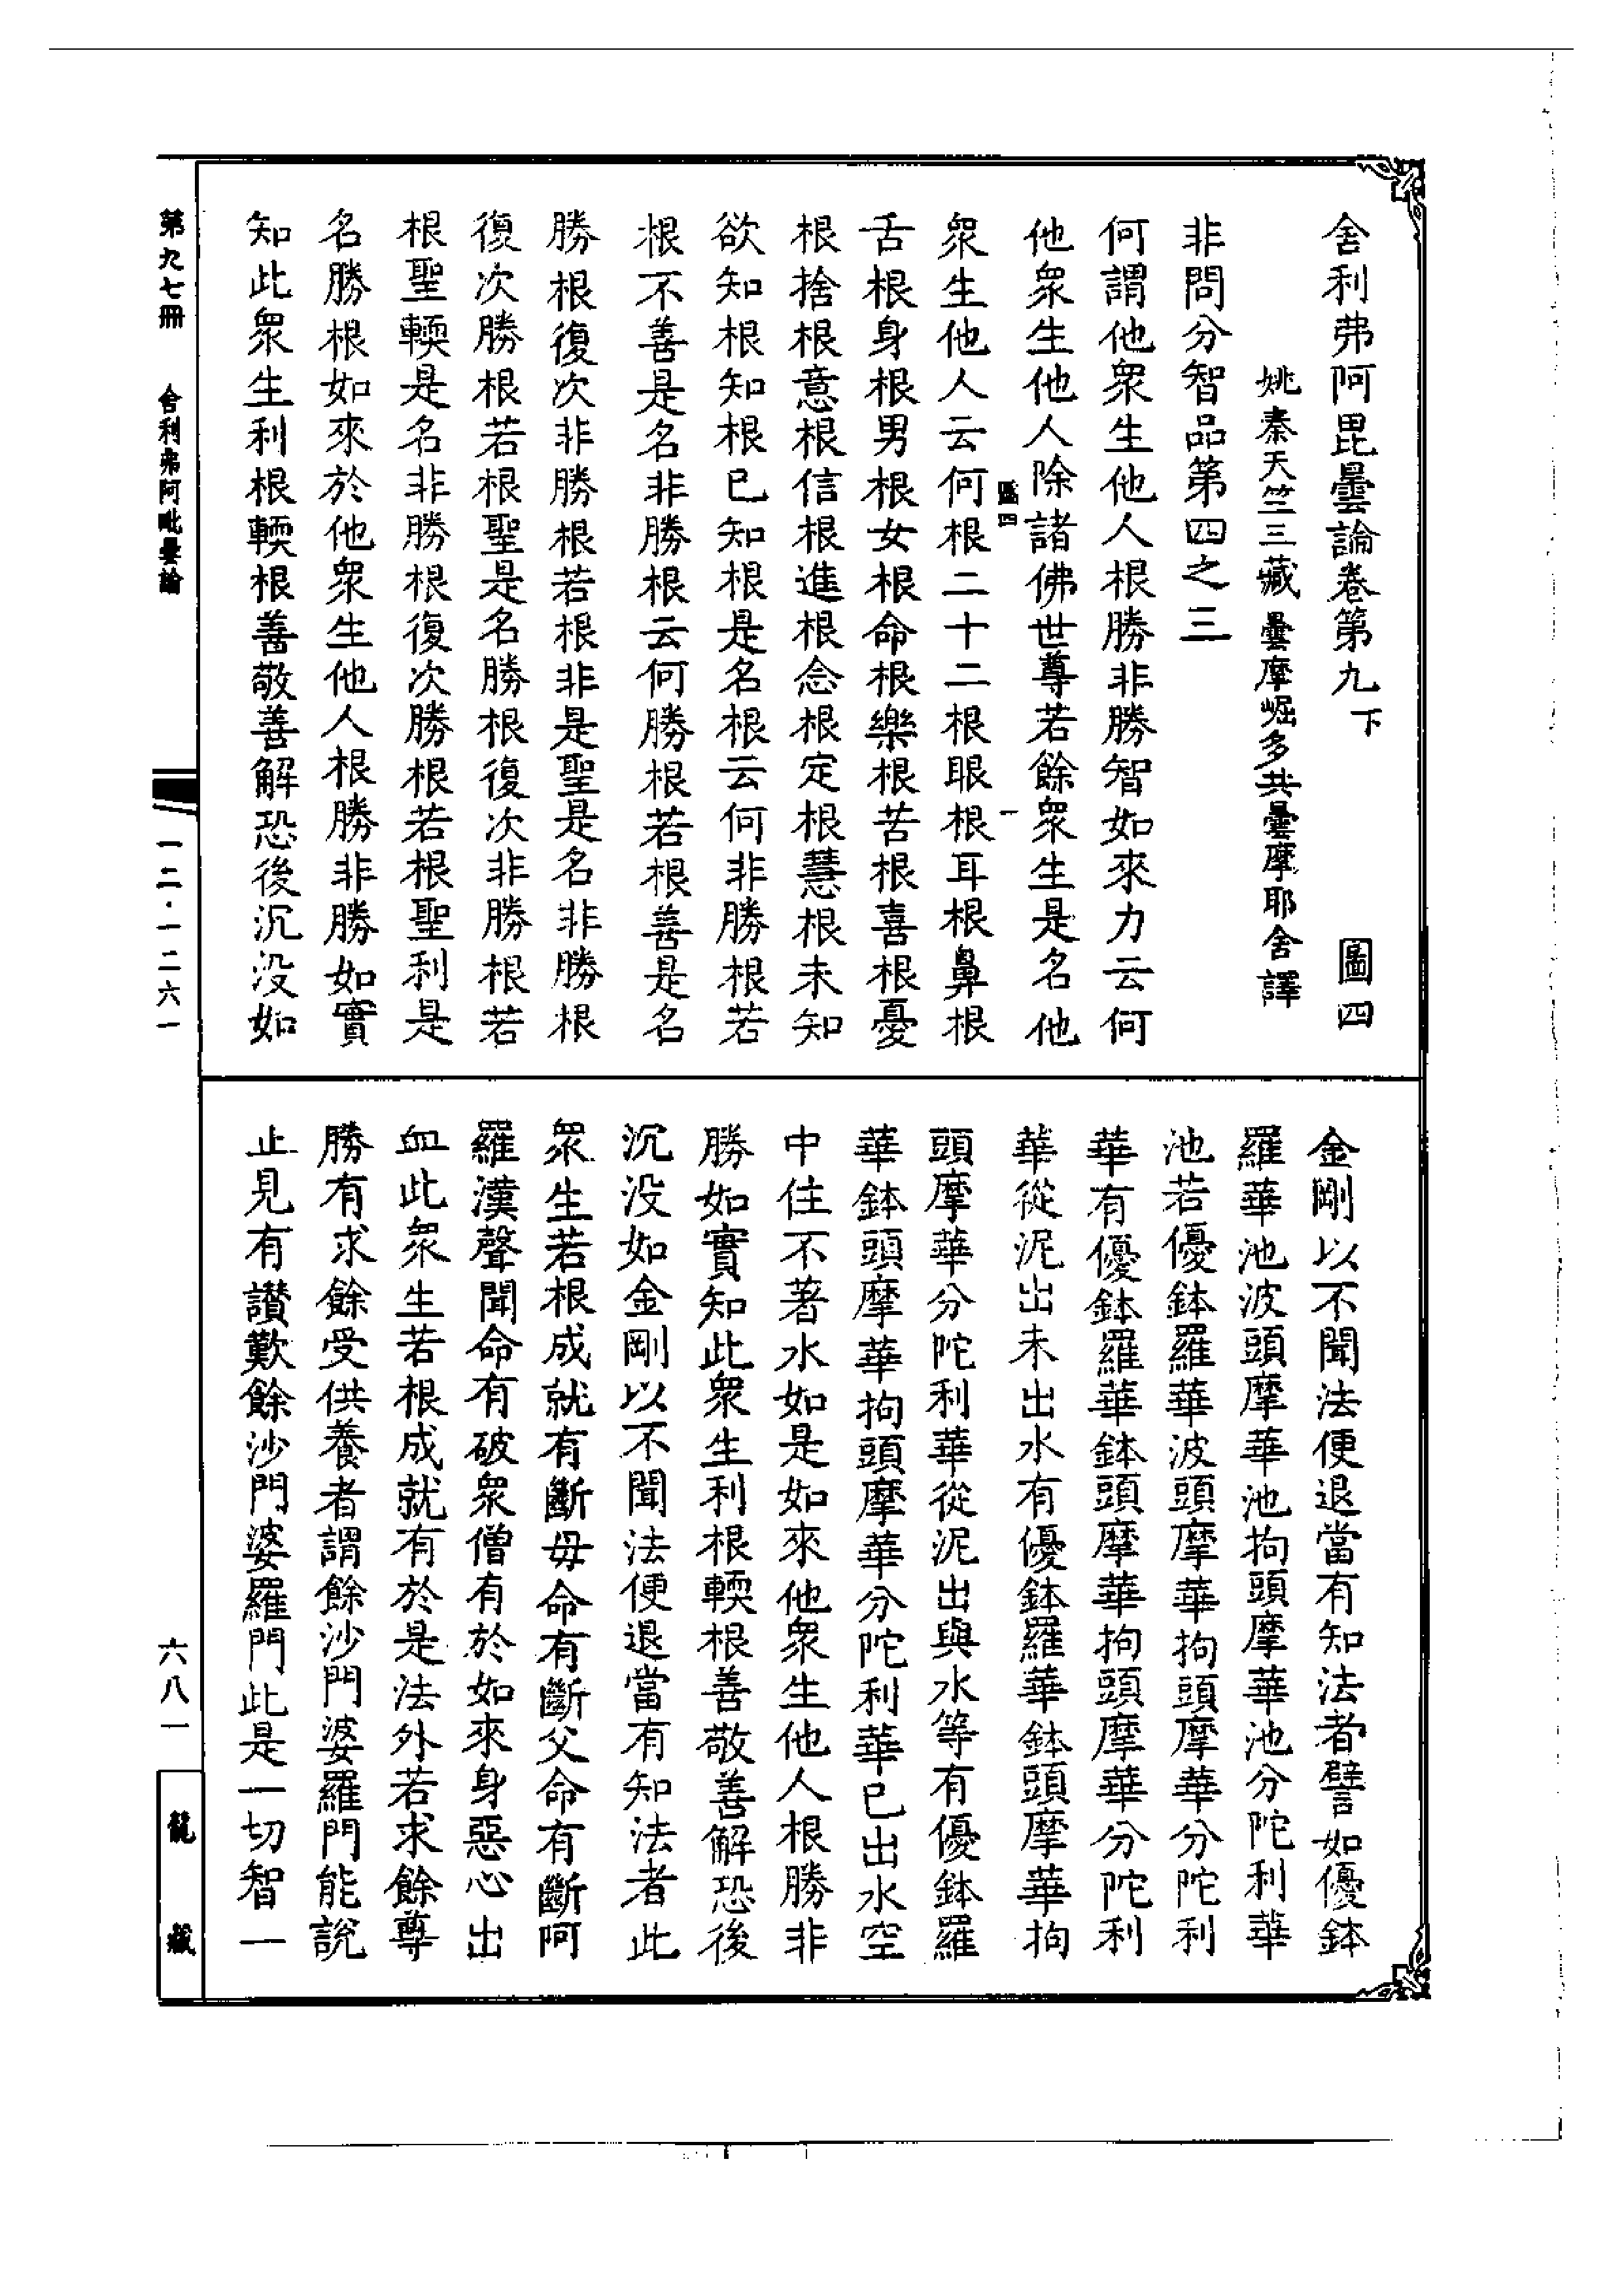 舍利弗阿毘曇論卷第九下 圖四
姚秦天竺三藏曇摩崛多共曇摩耶舍譯
非問分智品第四之三
何謂他衆生他人根勝非勝智如來力云何
他衆生他人除諸佛世尊若餘衆生是名他
圖四 一
衆生他人云何根二十二根眼根耳根鼻根
舌根身根男根女根命根樂根苦根喜根憂
根捨根意根信根進根念根定根慧根未知
欲知根知根已知根是名根云何非勝根若
根不善是名非勝根云何勝根若根善是名
勝根復次非勝根若根非是聖是名非勝根
復次勝根若根聖是名勝根復次非勝根若
根聖輭是名非勝根復次勝根若根聖利是
名勝根如來於他衆生他人根勝非勝如實
知此衆生利根輭根善敬善解恐後沉没如
金剛以不聞法便退當有知法者譬如優鉢
羅華池波頭摩華池拘頭摩華池分陀利華
池若優鉢羅華波頭摩華拘頭摩華分陀利
華有優鉢羅華鉢頭摩華拘頭摩華分陀利
華從泥出未出水有優鉢羅華鉢頭摩華拘
頭摩華分陀利華從泥出與水等有優鉢羅
華鉢頭摩華拘頭摩華分陀利華已出水空
中住不著水如是如來他衆生他人根勝非
勝如實知此衆生利根輭根善敬善解恐後
沉没如金剛以不聞法便退當有知法者此
衆生若根成就有斷母命有斷父命有斷阿
羅漢聲聞命有破衆僧有於如來身惡心出
血此衆生若根成就有於是法外若求餘尊
勝有求餘受供養者謂餘沙門婆羅門能說
止見有讃歎餘沙門婆羅門此是一切智一
第九七冊 舍利弗阿毗曇論
一二·一二六一
六八一
龍藏